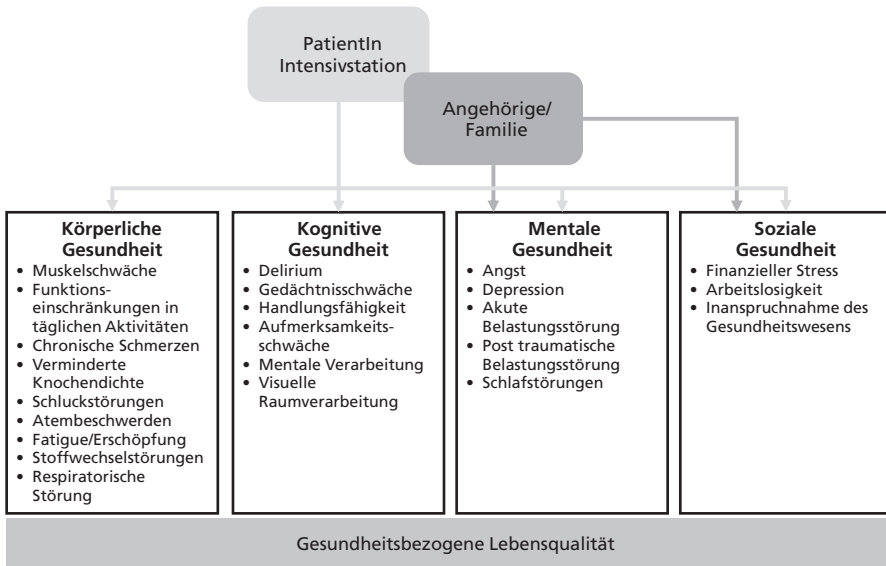 PatientIn
Intensivstation
Angehörige/
Familie
Körperliche
Gesundheit
• Muskelschwäche
• Funktions-
einschränkungen in
täglichen Aktivitäten
• Chronische Schmerzen
• Verminderte
Knochendichte
• Schluckstörungen
• Atembeschwerden
• Fatigue/Erschöpfung
• Stoffwechselstörungen
• Respiratorische
Störung
Kognitive
Gesundheit
• Delirium
• Gedächtnisschwäche
• Handlungsfähigkeit
• Aufmerksamkeits-
schwäche
• Mentale Verarbeitung
• Visuelle
Raumverarbeitung
Mentale
Gesundheit
• Angst
• Depression
• Akute
Belastungsstörung
• Post traumatische
Belastungsstörung
• Schlafstörungen
Soziale
Gesundheit
• Finanzieller Stress
• Arbeitslosigkeit
• Inanspruchnahme des
Gesundheitswesens
Gesundheitsbezogene Lebensqualität